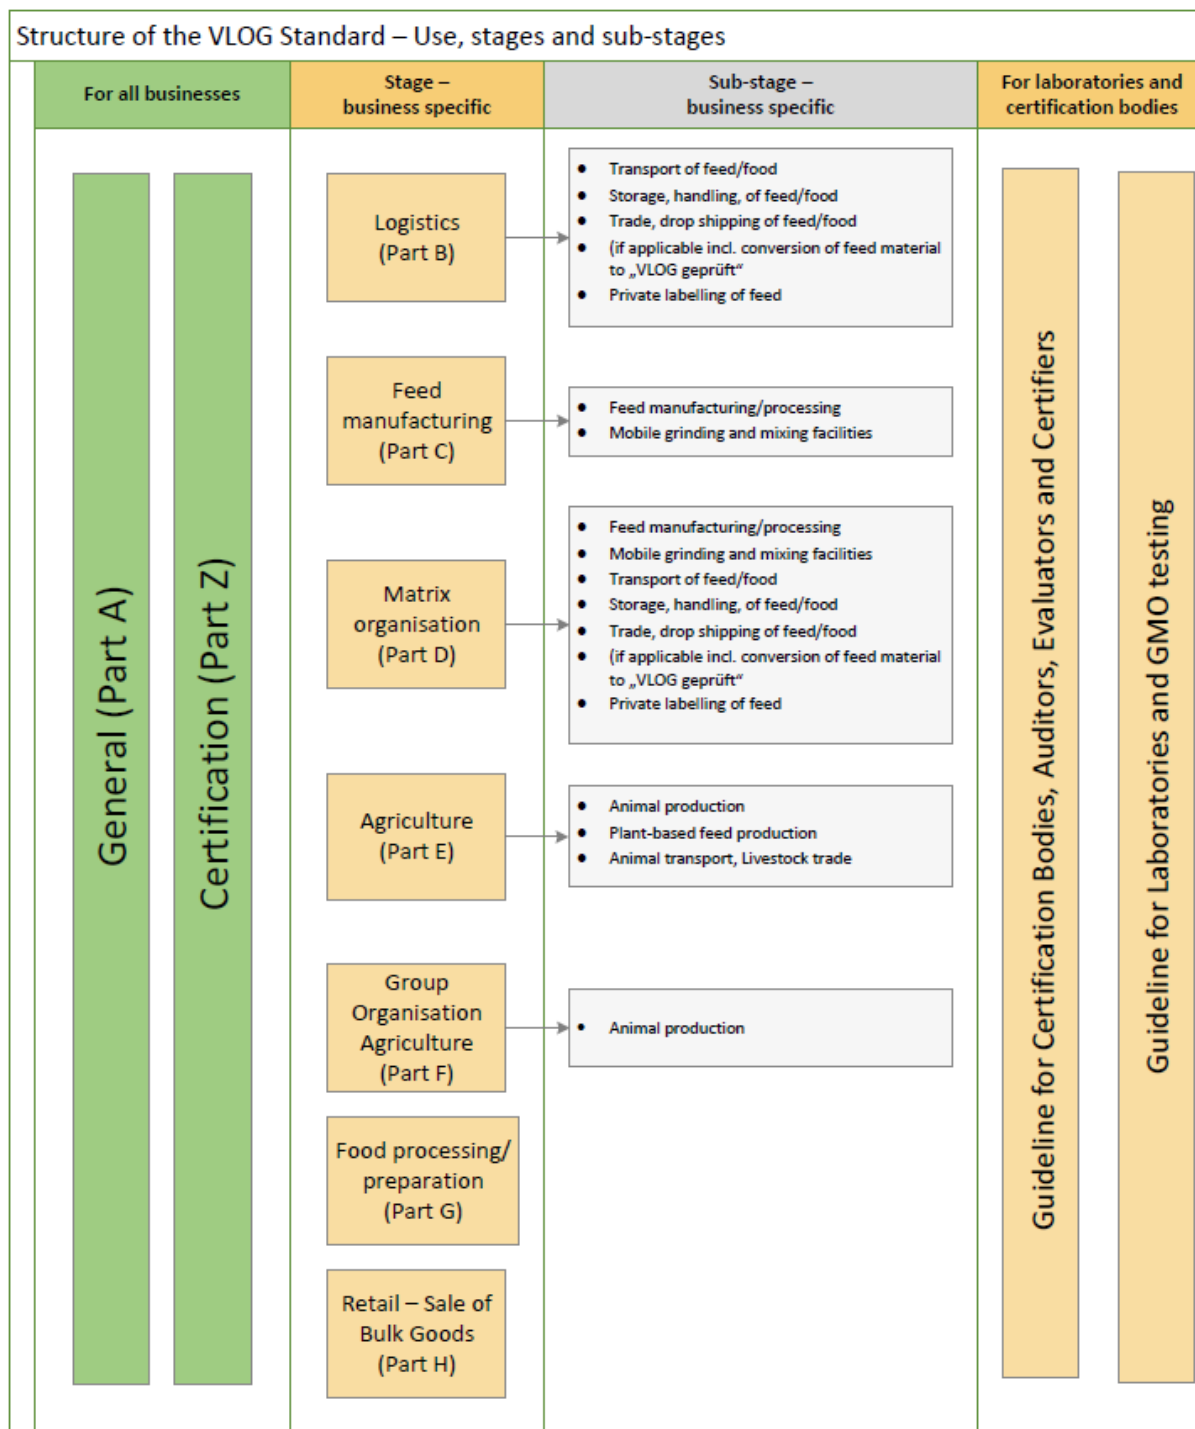 Structure of the VLOG Standard – Use, stages and sub-stages
For all businesses
Stage –
business specific
Sub-stage –
business specific
For laboratories and
certification bodies
General (Part A)
Certification (Part Z)
Logistics
(Part B)
● Transport of feed/food
● Storage, handling, of feed/food
● Trade, drop shipping of feed/food
● (if applicable incl. conversion of feed material
to „VLOG geprüft“
● Private labelling of feed
Feed
manufacturing
(Part C)
● Feed manufacturing/processing
● Mobile grinding and mixing facilities
Matrix
organisation
(Part D)
● Feed manufacturing/processing
● Mobile grinding and mixing facilities
● Transport of feed/food
● Storage, handling, of feed/food
● Trade, drop shipping of feed/food
● (if applicable incl. conversion of feed material
to „VLOG geprüft“
● Private labelling of feed
Agriculture
(Part E)
● Animal production
● Plant-based feed production
● Animal transport, Livestock trade
Group
Organisation
Agriculture
(Part F)
• Animal production
Food processing/
preparation
(Part G)
Retail – Sale of
Bulk Goods
(Part H)
Guideline for Certification Bodies, Auditors, Evaluators and Certifiers
Guideline for Laboratories and GMO testing